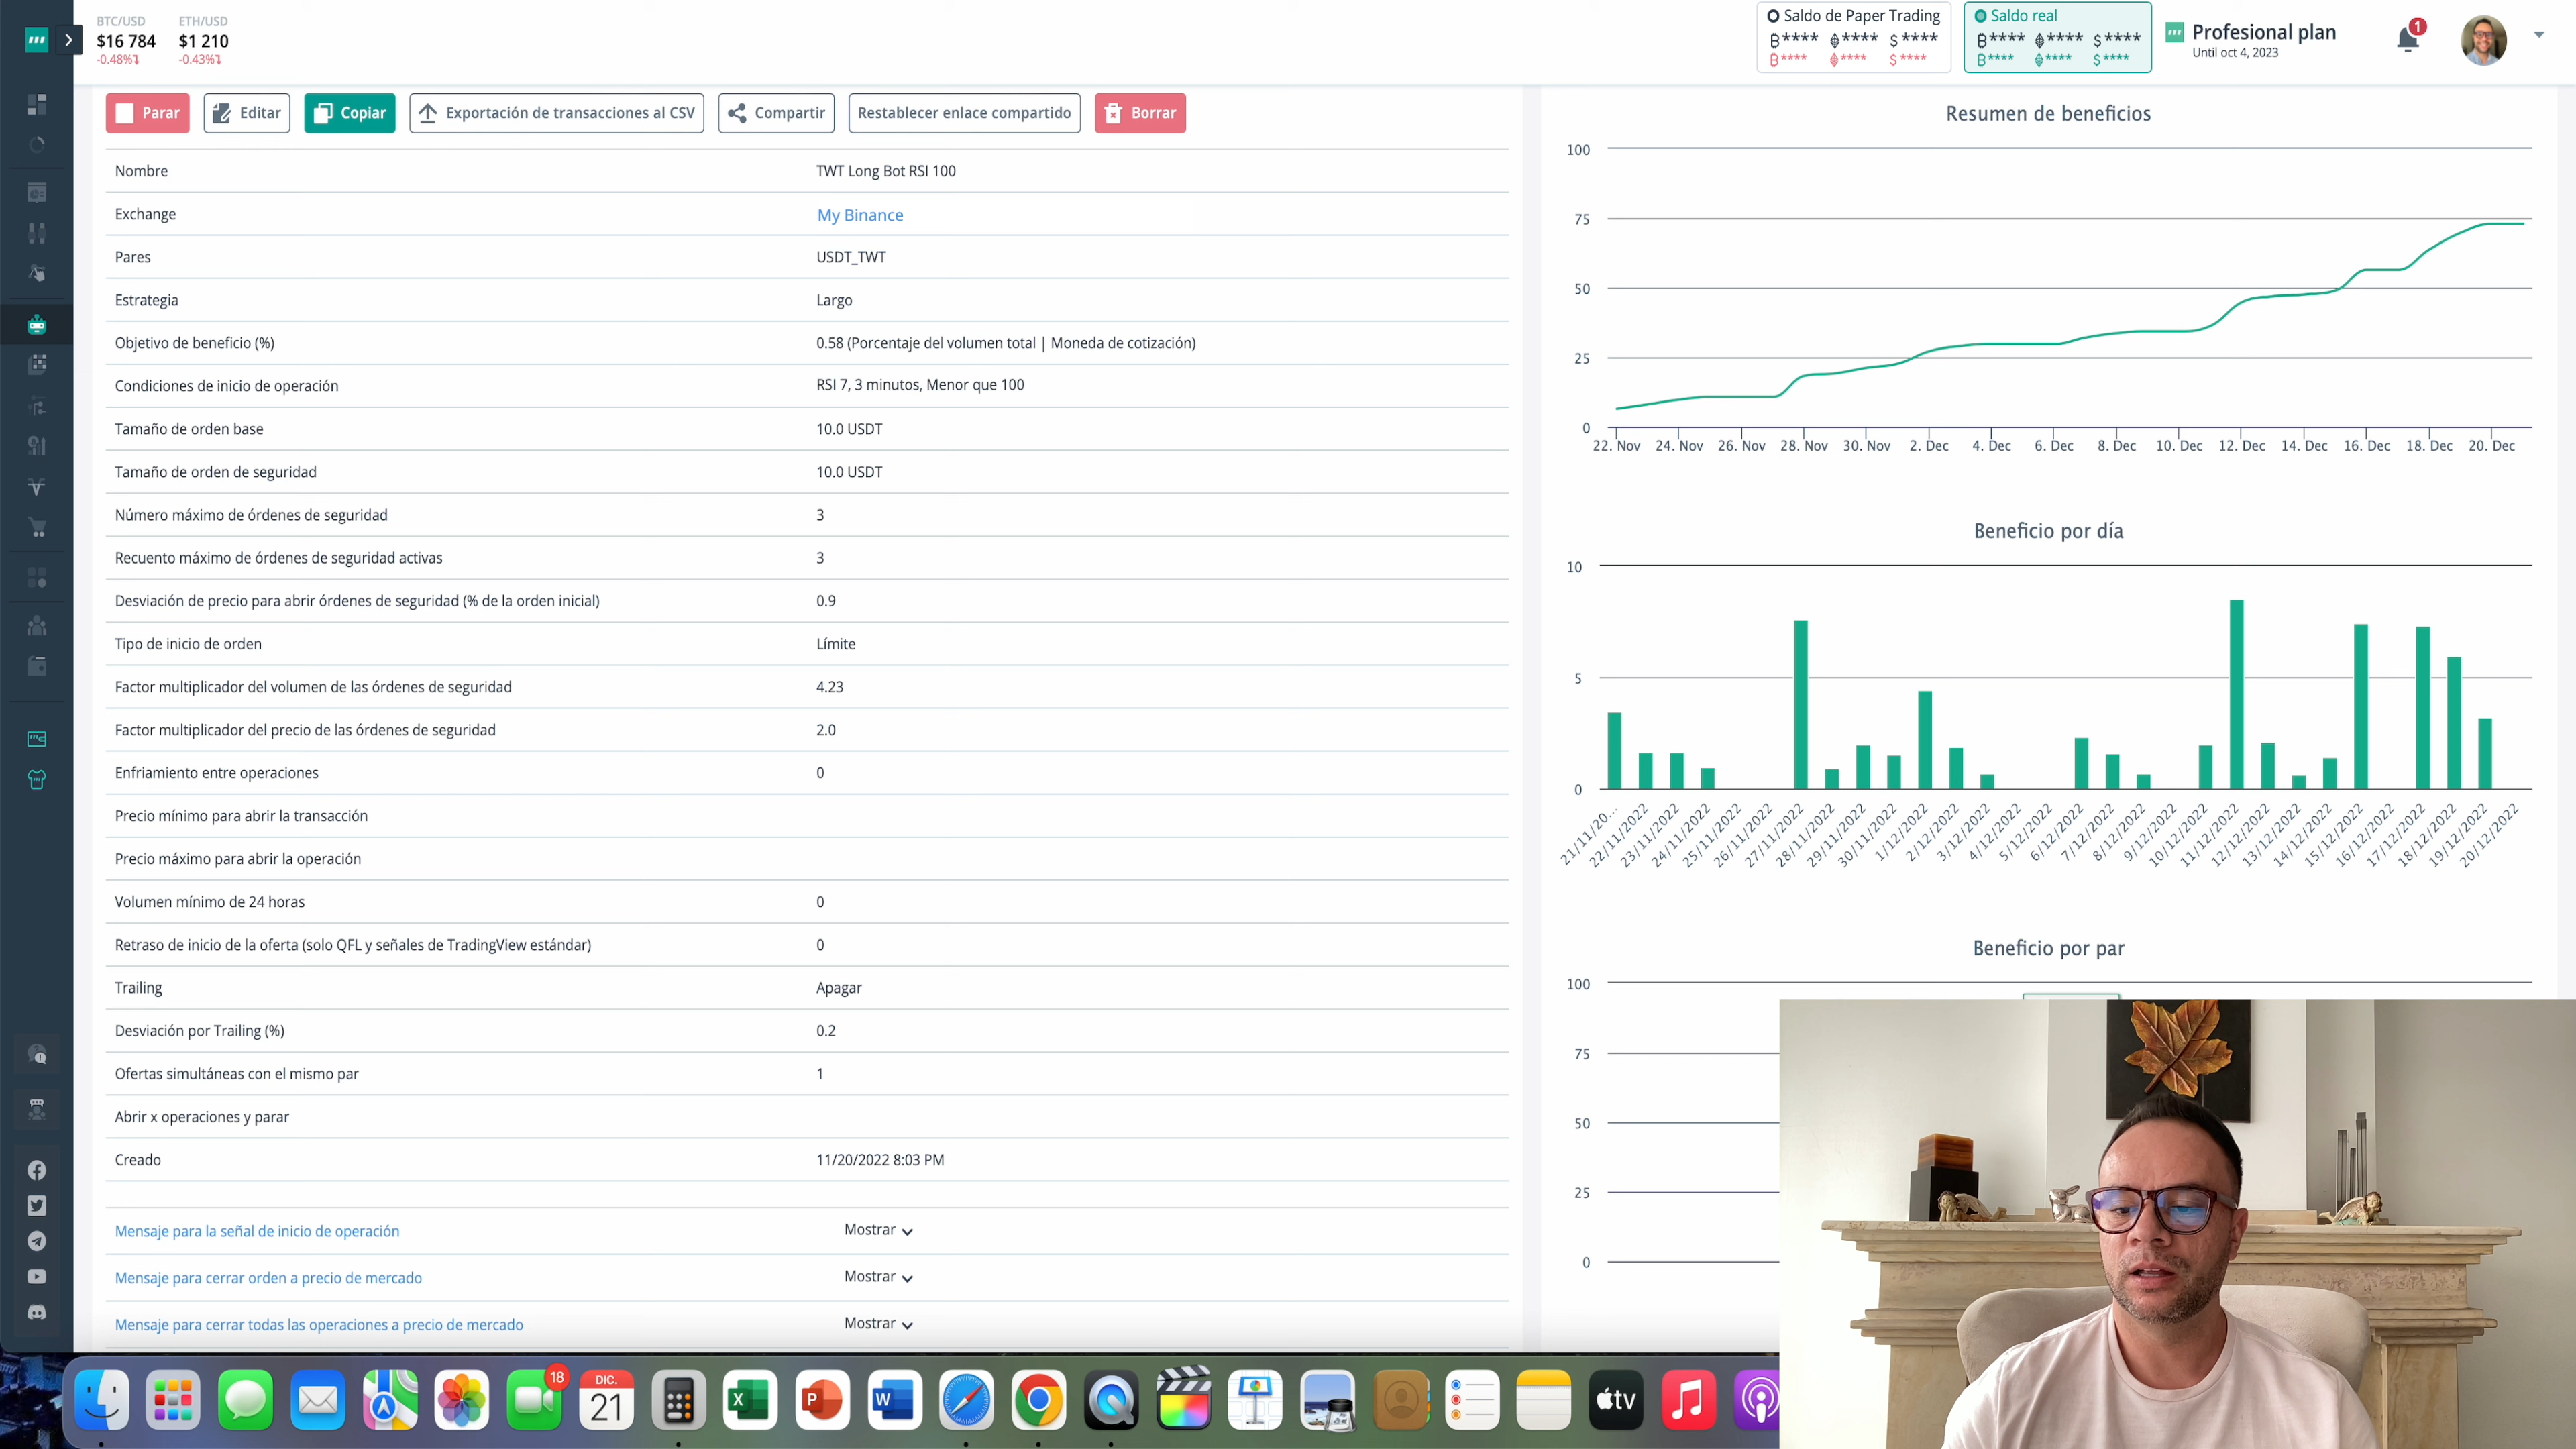 BTC/USD ETH/USD
$16 784 $1 210
-0.48% -0.43%
Saldo de Paper Trading
**** **** $ ****
**** **** $ ****
Saldo real
**** **** $ ****
**** **** $ ****
Profesional plan
Until oct 4, 2023
1
Parar
Editar
Copiar
Exportación de transacciones al CSV
Compartir
Restablecer enlace compartido
Borrar
Nombre TWT Long Bot RSI 100
Exchange My Binance
Pares USDT_TWT
Estrategia Largo
Objetivo de beneficio (%) 0.58 (Porcentaje del volumen total | Moneda de cotización)
Condiciones de inicio de operación RSI 7, 3 minutos, Menor que 100
Tamaño de orden base 10.0 USDT
Tamaño de orden de seguridad 10.0 USDT
Número máximo de órdenes de seguridad 3
Recuento máximo de órdenes de seguridad activas 3
Desviación de precio para abrir órdenes de seguridad (% de la orden inicial) 0.9
Tipo de inicio de orden Límite
Factor multiplicador del volumen de las órdenes de seguridad 4.23
Factor multiplicador del precio de las órdenes de seguridad 2.0
Enfriamiento entre operaciones 0
Precio mínimo para abrir la transacción
Precio máximo para abrir la operación
Volumen mínimo de 24 horas 0
Retraso de inicio de la oferta (solo QFL y señales de TradingView estándar) 0
Trailing Apagar
Desviación por Trailing (%) 0.2
Ofertas simultáneas con el mismo par 1
Abrir x operaciones y parar
Creado 11/20/2022 8:03 PM
Mensaje para la señal de inicio de operación Mostrar
Mensaje para cerrar orden a precio de mercado Mostrar
Mensaje para cerrar todas las operaciones a precio de mercado Mostrar
Resumen de beneficios
100
75
50
25
0
22. Nov 24. Nov 26. Nov 28. Nov 30. Nov 2. Dec 4. Dec 6. Dec 8. Dec 10. Dec 12. Dec 14. Dec 16. Dec 18. Dec 20. Dec
Beneficio por día
10
5
0
21/11/20... 22/11/2022 23/11/2022 24/11/2022 25/11/2022 26/11/2022 27/11/2022 28/11/2022 29/11/2022 30/11/2022 1/12/2022 2/12/2022 3/12/2022 4/12/2022 5/12/2022 6/12/2022 7/12/2022 8/12/2022 9/12/2022 10/12/2022 11/12/2022 12/12/2022 13/12/2022 14/12/2022 15/12/2022 16/12/2022 17/12/2022 18/12/2022 19/12/2022 20/12/2022
Beneficio por par
100
75
50
25
0
18
DIC.
21
X
P
W
tv